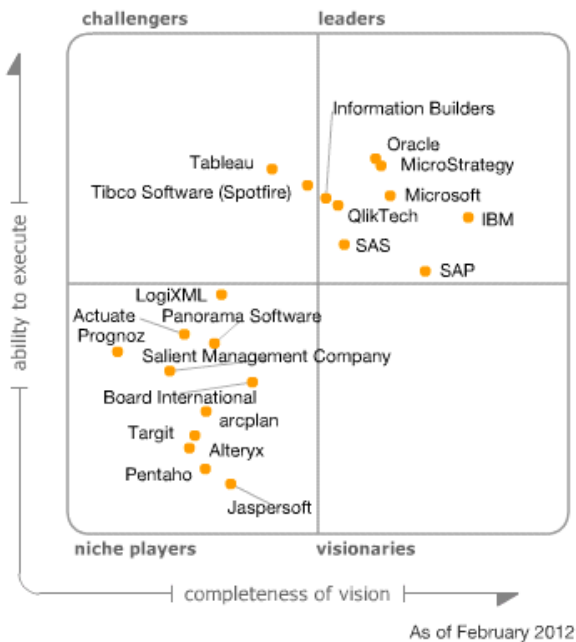 challengers
leaders
Information Builders
Oracle
Tableau
MicroStrategy
Tibco Software (Spotfire)
Microsoft
QlikTech
IBM
SAS
SAP
ability to execute
LogiXML
Actuate
Panorama Software
Prognoz
Salient Management Company
Board International
arcplan
Targit
Alteryx
Pentaho
Jaspersoft
niche players
visionaries
completeness of vision
As of February 2012